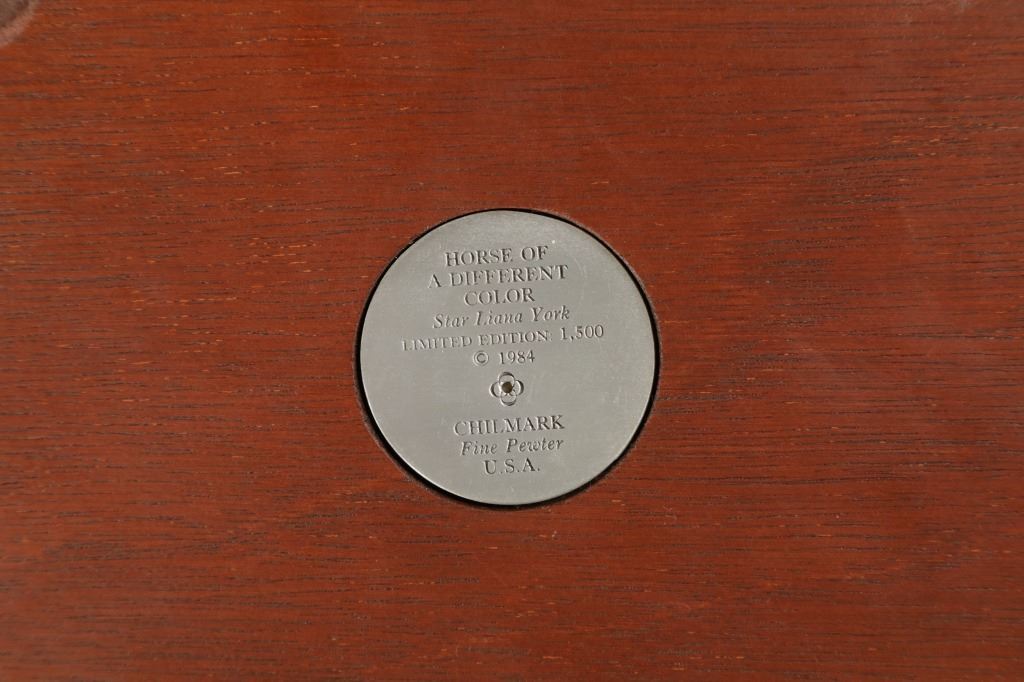 HORSE OF
A DIFFERENT
COLOR
Star Liana York
LIMITED EDITION: 1,500
© 1984
CHILMARK
Fine Pewter
U.S.A.